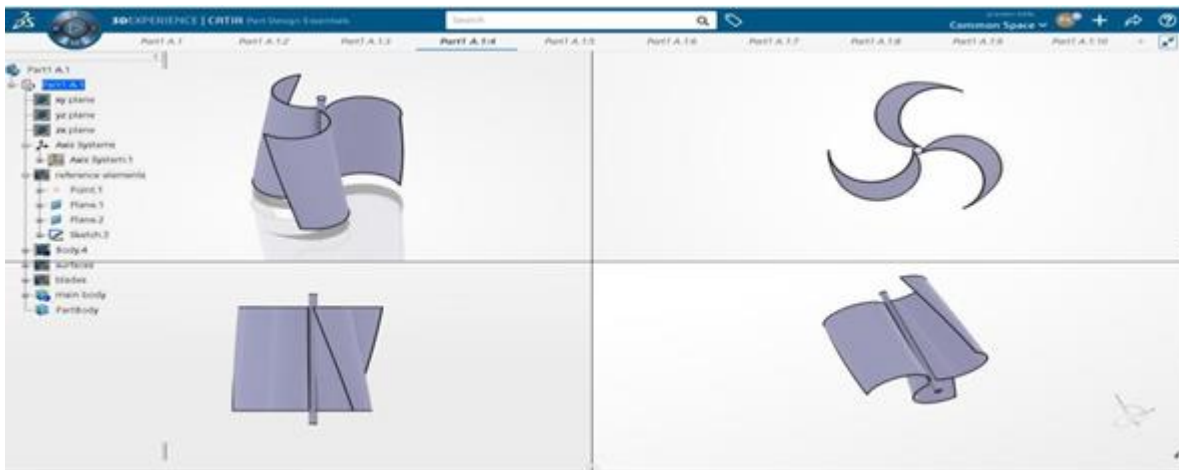 3DEXPERIENCE | CATIA Part Design Essentials
Search
Common Space
Part1 A.1
Part1 A.1:2
Part1 A.1:3
Part1 A.1:4
Part1 A.1:5
Part1 A.1:6
Part1 A.1:7
Part1 A.1:8
Part1 A.1:9
Part1 A.1:10
Part1 A.1
Part1 A.1
xy plane
yz plane
zx plane
Axis Systems
Axis System.1
reference elements
Point.1
Plane.1
Plane.2
Sketch.3
Body.4
surfaces
blades
main body
PartBody